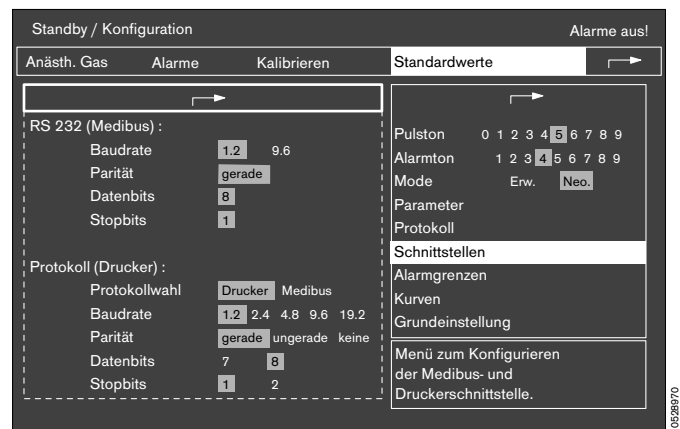 Standby / Konfiguration Alarme aus!
Anästh. Gas Alarme Kalibrieren Standardwerte
RS 232 (Medibus) :
Baudrate 1.2 9.6
Parität gerade
Datenbits 8
Stopbits 1
Protokoll (Drucker) :
Protokollwahl Drucker Medibus
Baudrate 1.2 2.4 4.8 9.6 19.2
Parität gerade ungerade keine
Datenbits 7 8
Stopbits 1 2
Pulston 0 1 2 3 4 5 6 7 8 9
Alarmton 1 2 3 4 5 6 7 8 9
Mode Erw. Neo.
Parameter
Protokoll
Schnittstellen
Alarmgrenzen
Kurven
Grundeinstellung
Menü zum Konfigurieren
der Medibus- und
Druckerschnittstelle.
0528970